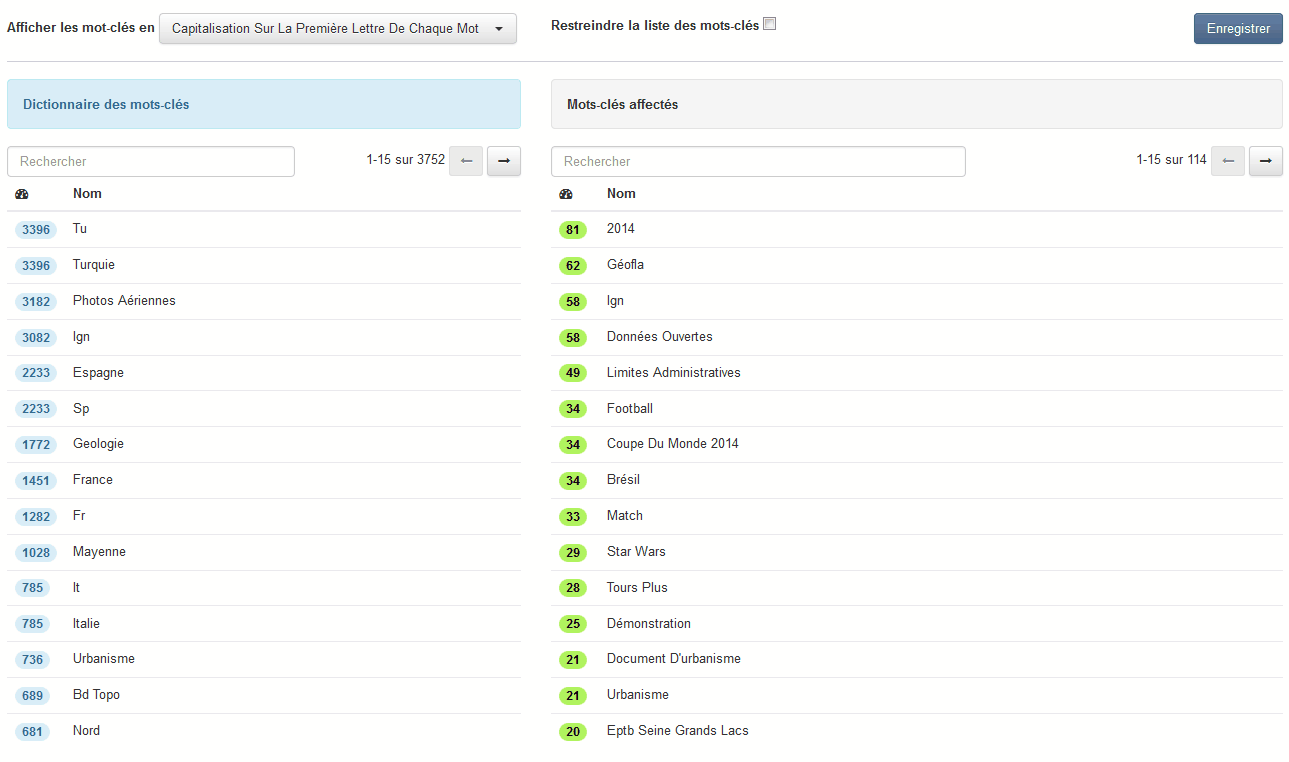 Afficher les mot-clés en Capitalisation Sur La Première Lettre De Chaque Mot Restreindre la liste des mots-clés Enregistrer
Dictionnaire des mots-clés
Rechercher 1-15 sur 3752 ← →
Nom
3396 Tu
3396 Turquie
3182 Photos Aériennes
3082 Ign
2233 Espagne
2233 Sp
1772 Geologie
1451 France
1282 Fr
1028 Mayenne
785 It
785 Italie
736 Urbanisme
689 Bd Topo
681 Nord
Mots-clés affectés
Rechercher 1-15 sur 114 ← →
Nom
81 2014
62 Géofla
58 Ign
58 Données Ouvertes
49 Limites Administratives
34 Football
34 Coupe Du Monde 2014
34 Brésil
33 Match
29 Star Wars
28 Tours Plus
25 Démonstration
21 Document D'urbanisme
21 Urbanisme
20 Eptb Seine Grands Lacs